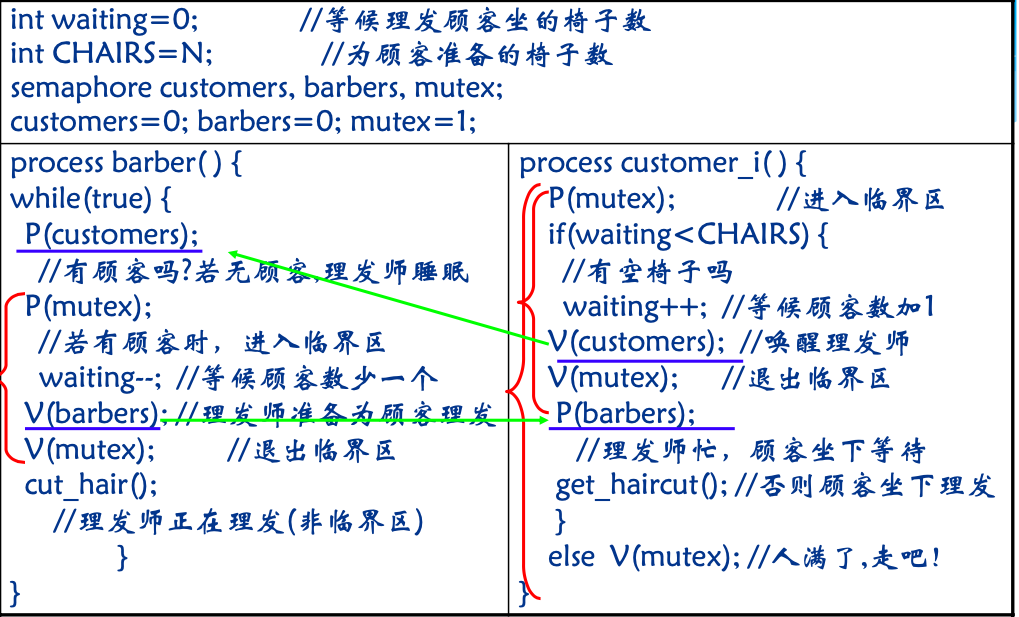 int waiting=0; //等候理发顾客坐的椅子数
int CHAIRS=N; //为顾客准备的椅子数
semaphore customers, barbers, mutex;
customers=0; barbers=0; mutex=1;
process barber( ) {
while(true) {
P(customers);
//有顾客吗?若无顾客,理发师睡眠
P(mutex);
//若有顾客时，进入临界区
waiting--; //等候顾客数少一个
V(barbers); //理发师准备为顾客理发
V(mutex); //退出临界区
cut_hair();
//理发师正在理发(非临界区)
}
}
process customer_i( ) {
P(mutex); //进入临界区
if(waiting<CHAIRS) {
//有空椅子吗
waiting++; //等候顾客数加1
V(customers); //唤醒理发师
V(mutex); //退出临界区
P(barbers);
//理发师忙，顾客坐下等待
get_haircut(); //否则顾客坐下理发
}
else V(mutex); //人满了,走吧!
}